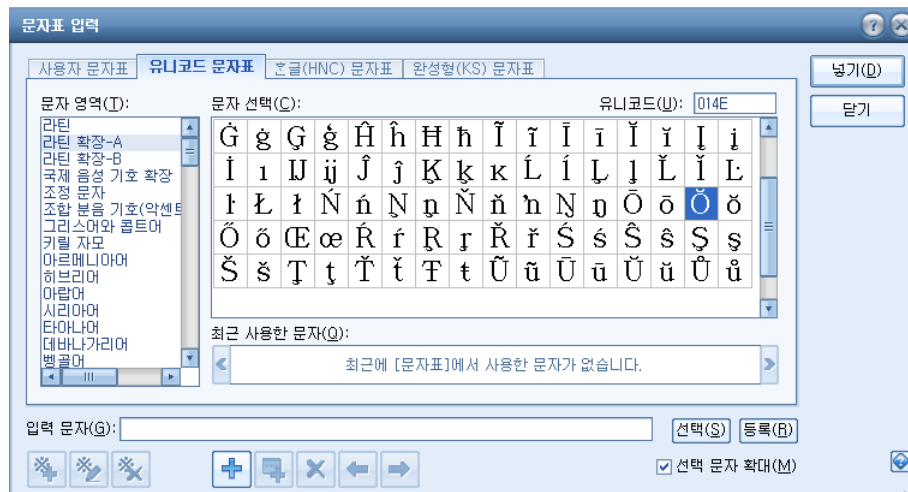 문자표 입력
사용자 문자표 유니코드 문자표 ᄒᆞᆫ글(HNC) 문자표 완성형(KS) 문자표
넣기(D)
닫기
문자 영역(T):
라틴
라틴 확장-A
라틴 확장-B
국제 음성 기호 확장
조정 문자
조합 분음 기호(악센트
그리스어와 콥트어
키릴 자모
아르메니아어
히브리어
아랍어
시리아어
타아나어
데바나가리어
벵골어
문자 선택(C): 유니코드(U): 014E
Ġ ġ Ģ ģ Ĥ ĥ Ħ ħ Ĩ ĩ Ī ī Ĭ ĭ Į į
İ ı IJ ij Ĵ ĵ Ķ ķ ĸ Ĺ ĺ Ļ ļ Ľ ľ Ŀ
ŀ Ł ł Ń ń Ņ ņ Ň ň ʼn Ŋ ŋ Ō ō Ŏ ŏ
Ő ő Œ œ Ŕ ŕ Ŗ ŗ Ř ř Ś ś Ŝ ŝ Ş ş
Š š Ţ ţ Ť ť Ŧ ŧ Ũ ũ Ū ū Ŭ ŭ Ů ů
최근 사용한 문자(Q):
최근에 [문자표]에서 사용한 문자가 없습니다.
입력 문자(G): 선택(S) 등록(R)
선택 문자 확대(M)